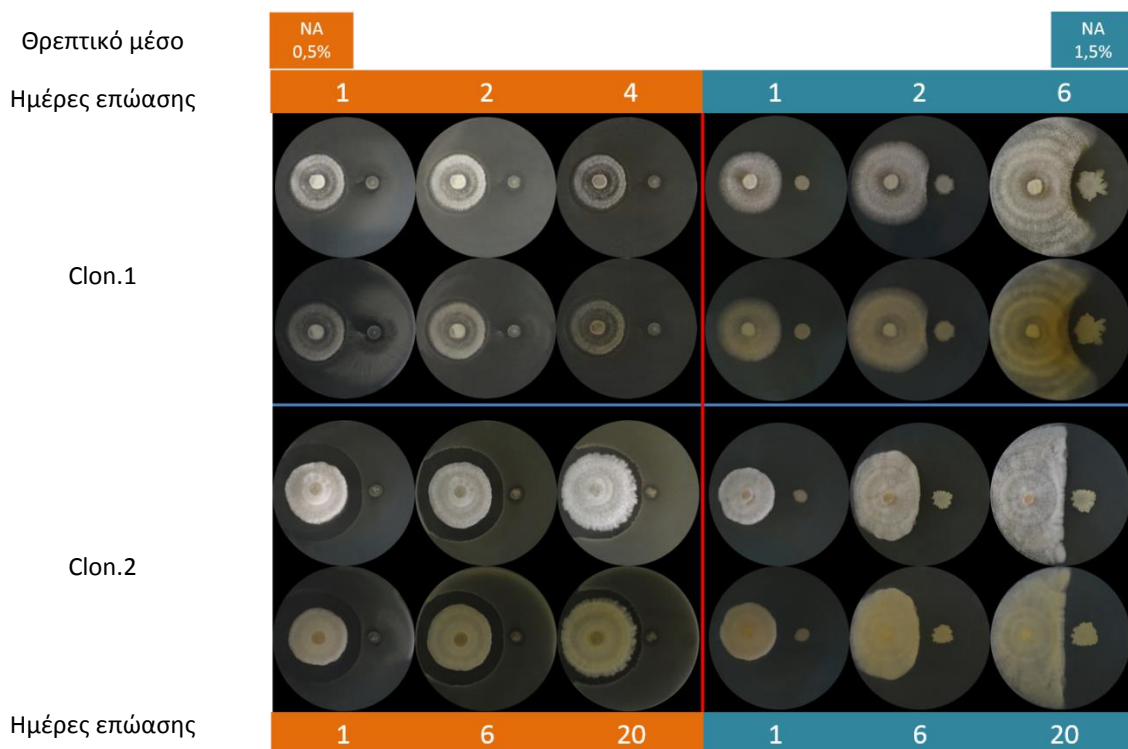 Θρεπτικό μέσο
NA
0,5%
NA
1,5%
Ημέρες επώασης
1 2 4 1 2 6
Clon.1
Clon.2
Ημέρες επώασης
1 6 20 1 6 20